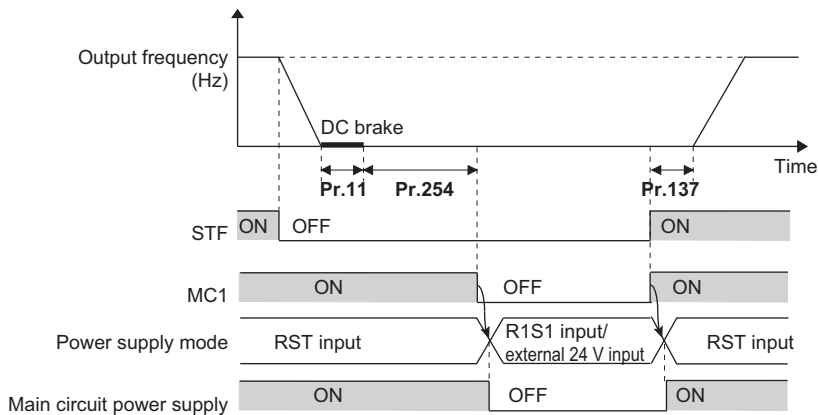 Output frequency
(Hz)
DC brake
Time
Pr.11 Pr.254 Pr.137
STF ON OFF ON
MC1 ON OFF ON
Power supply mode RST input R1S1 input/ RST input
external 24 V input
Main circuit power supply ON OFF ON